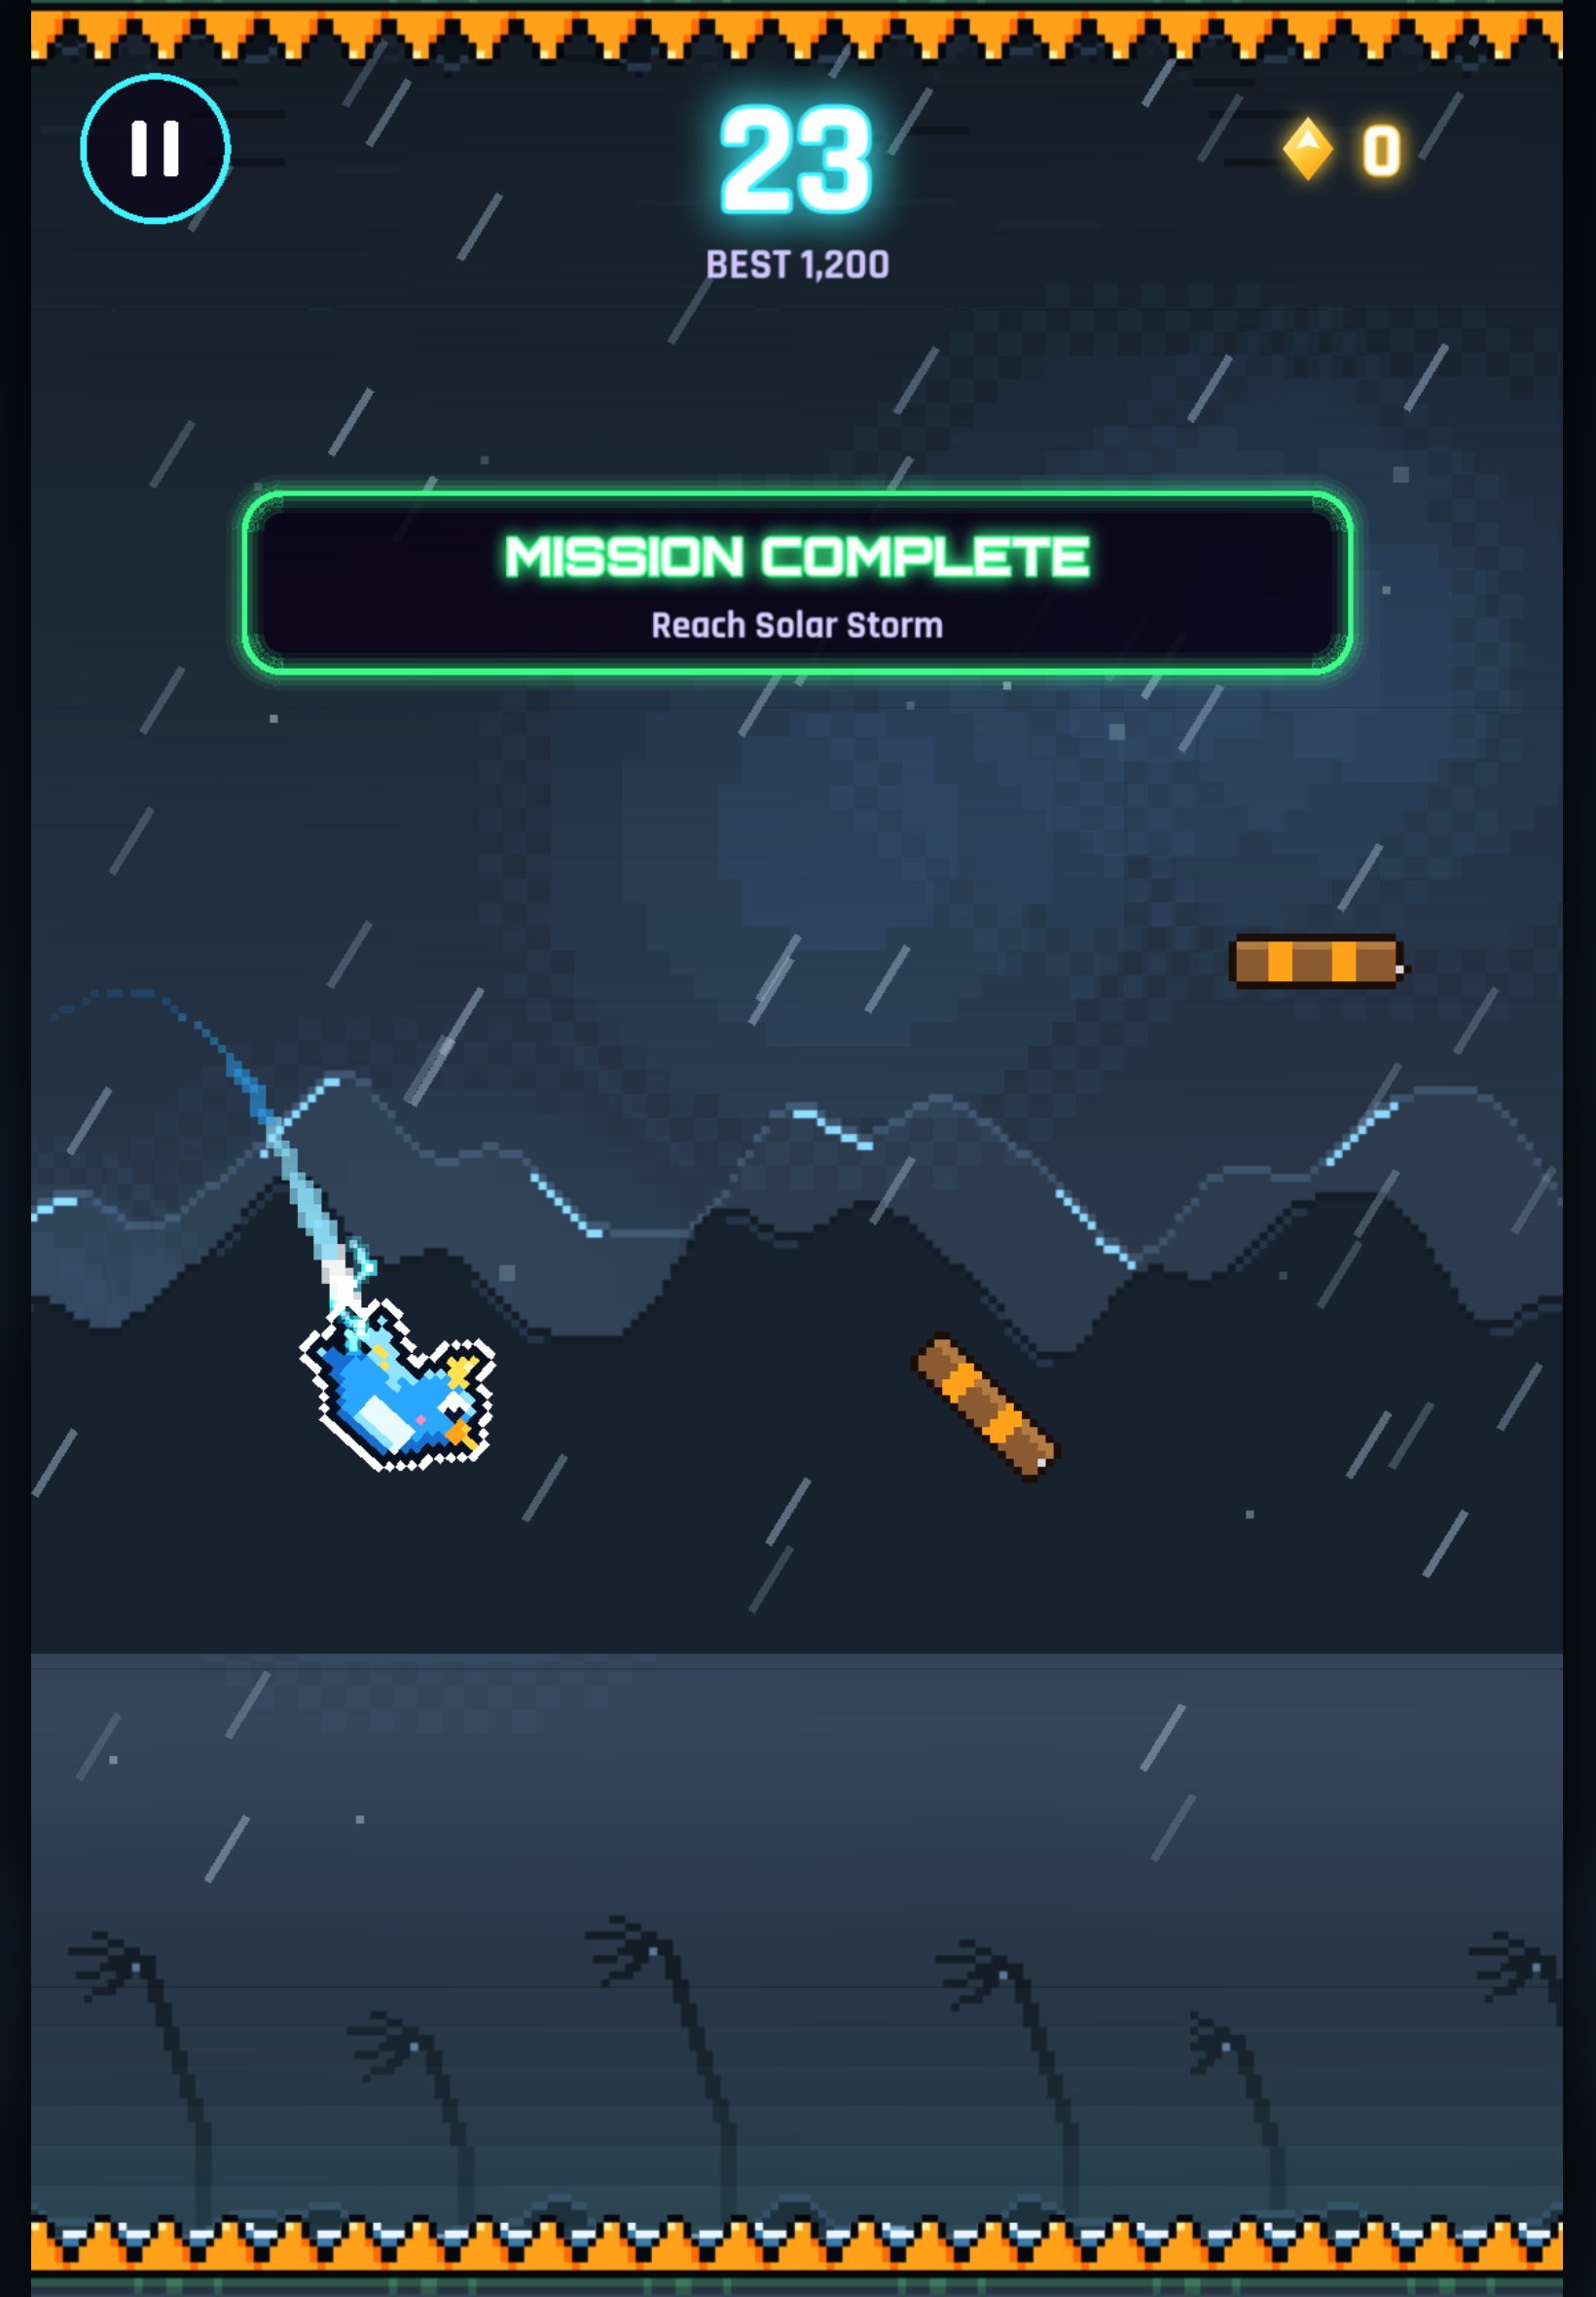 23
0
BEST 1,200
MISSION COMPLETE
Reach Solar Storm